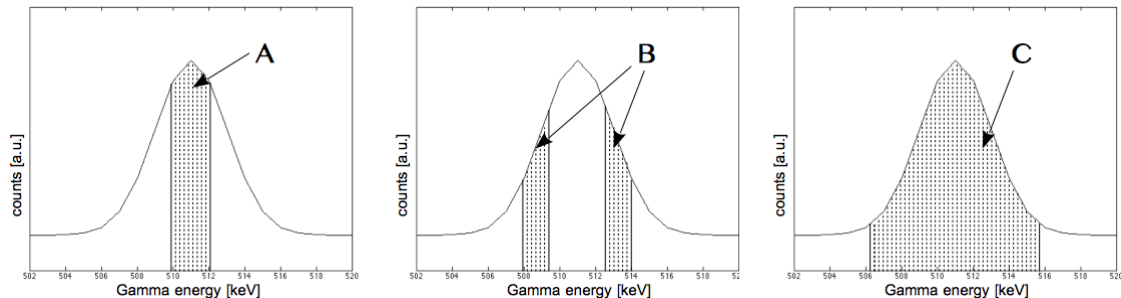 A
B
C
counts [a.u.]
counts [a.u.]
counts [a.u.]
502 504 506 508 510 512 514 516 518 520
502 504 506 508 510 512 514 516 518 52
502 504 506 508 510 512 514 516 518 520
Gamma energy [keV]
Gamma energy [keV]
Gamma energy [keV]